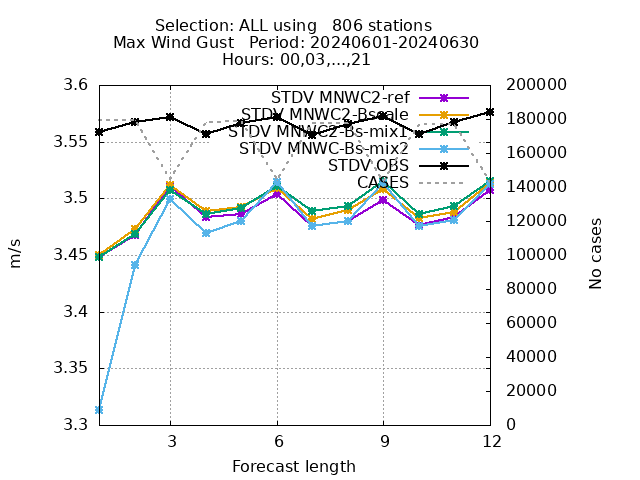 Selection: ALL using   806 stations
Max Wind Gust   Period: 20240601-20240630
Hours: 00,03,...,21
3.6
3.55
3.5
3.45
3.4
3.35
3.3
m/s
STDV MNWC2-ref
STDV MNWC2-Bscale
STDV MNWC2-Bs-mix1
STDV MNWC-Bs-mix2
STDV OBS
CASES
200000
180000
160000
140000
120000
100000
80000
60000
40000
20000
0
No cases
3
6
9
12
Forecast length